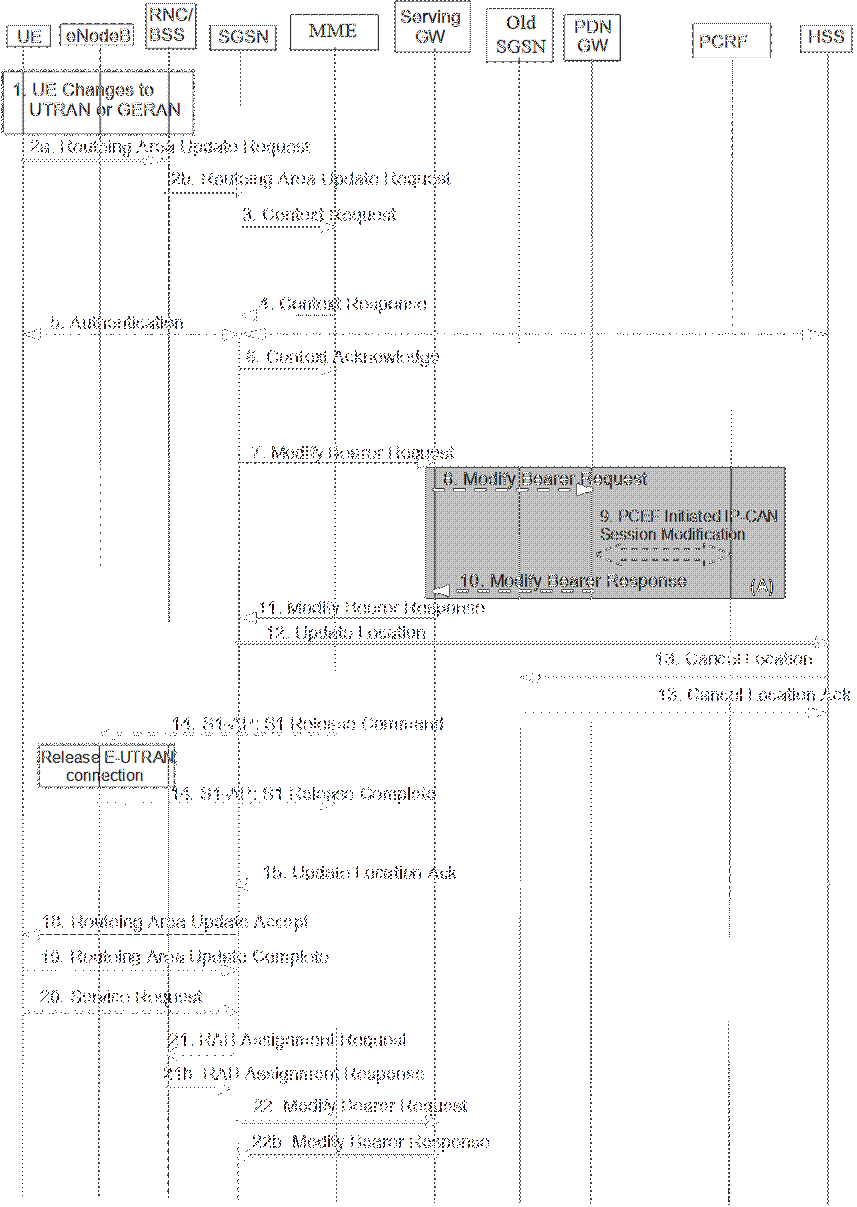 UE
eNodeB
RNC/
BSS
SGSN
MME
Serving
GW
Old
SGSN
PDN
GW
PCRF
HSS
1. UE Changes to
UTRAN or GERAN
2a. Routeing Area Update Request
2b. Routeing Area Update Request
3. Context Request
4. Context Response
5. Authentication
6. Context Acknowledge
7. Modify Bearer Request
8. Modify Bearer Request
9. PCEF Initiated IP-CAN
Session Modification
10. Modify Bearer Response
(A)
11. Modify Bearer Response
12. Update Location
13. Cancel Location
13. Cancel Location Ack
14. S1-AP: S1 Release Command
Release E-UTRAN
connection
14. S1-AP: S1 Release Complete
15. Update Location Ack
18. Routeing Area Update Accept
19. Routeing Area Update Complete
20. Service Request
21. RAB Assignment Request
21b. RAB Assignment Response
22. Modify Bearer Request
22b. Modify Bearer Response